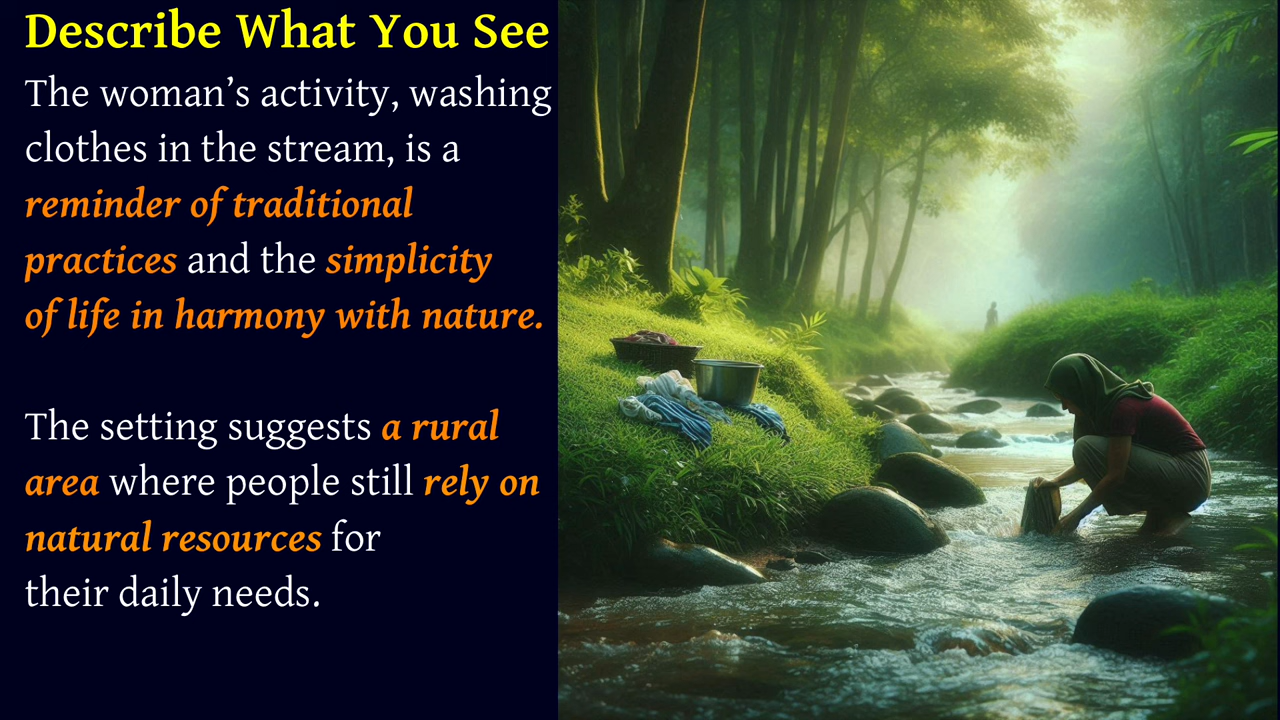 Describe What You See
The woman’s activity, washing
clothes in the stream, is a
reminder of traditional
practices and the simplicity
of life in harmony with nature.
The setting suggests a rural
area where people still rely on
natural resources for
their daily needs.